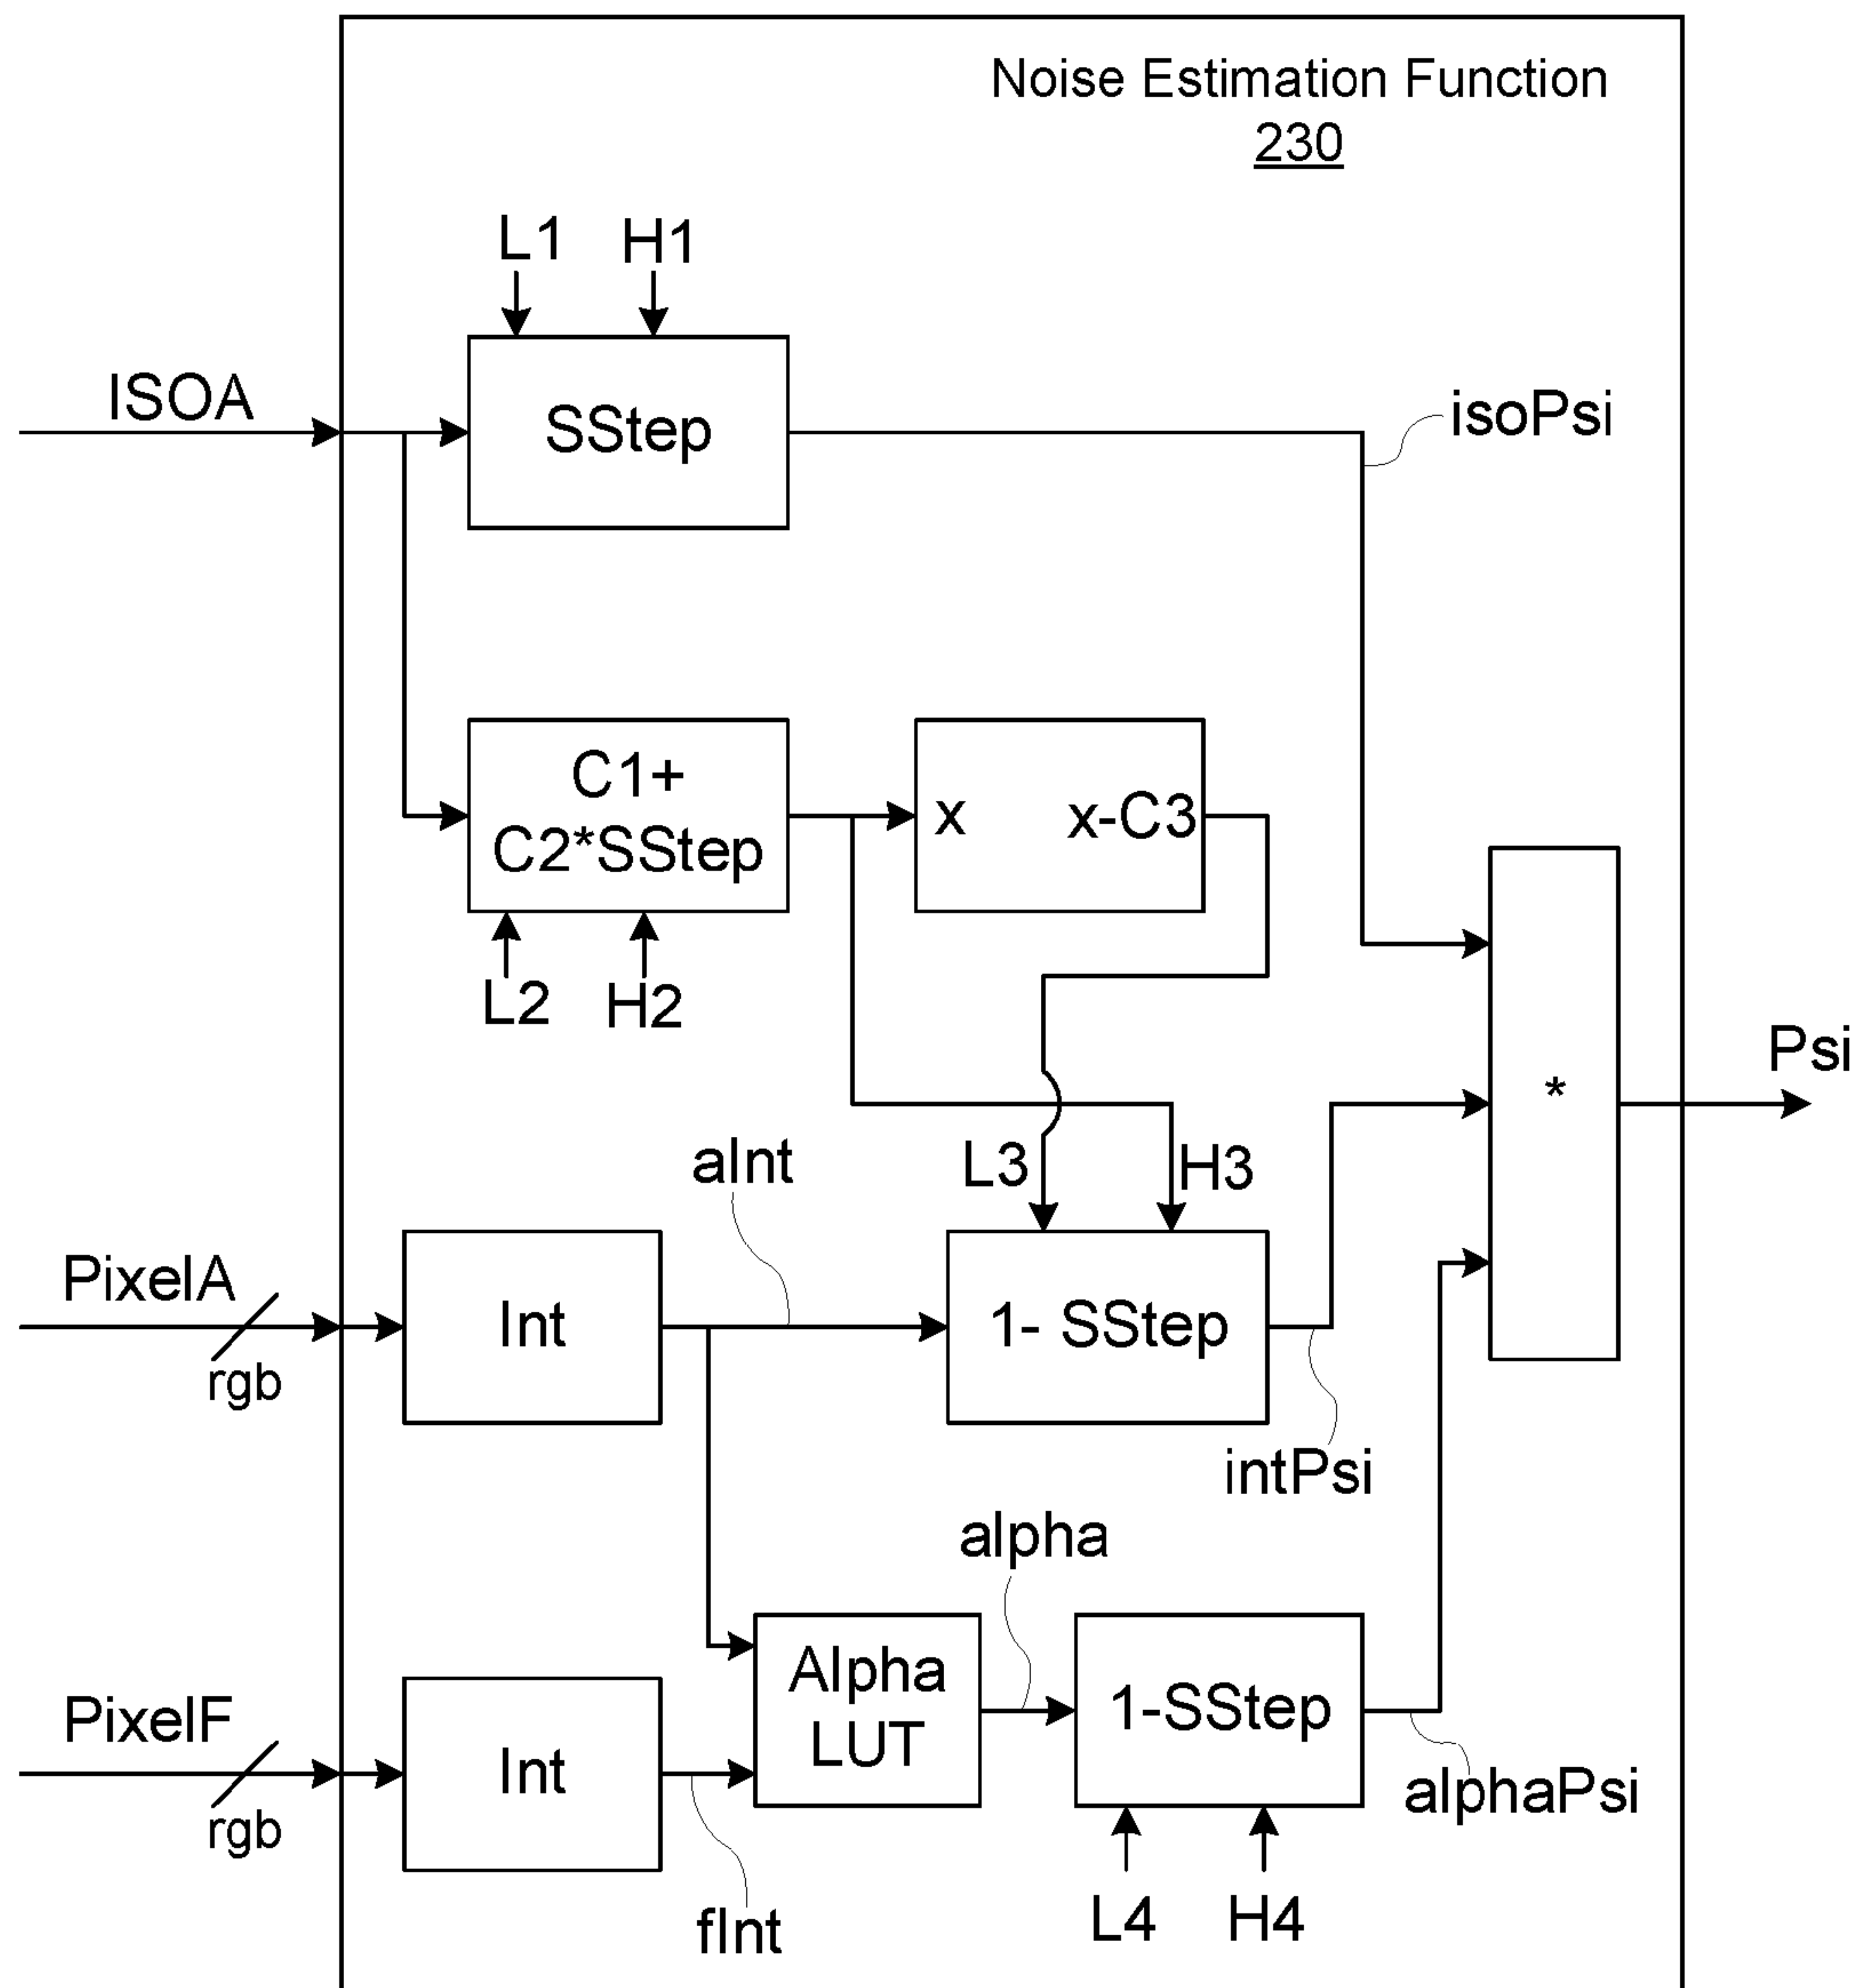 Noise Estimation Function
230
L1 H1
ISOA
SStep
isoPsi
C1+
C2*SStep
x x-C3
L2 H2
Psi
*
aInt
L3 H3
PixelA
rgb
Int
1- SStep
intPsi
alpha
Alpha
LUT
1-SStep
PixelF
rgb
Int
alphaPsi
fInt
L4 H4